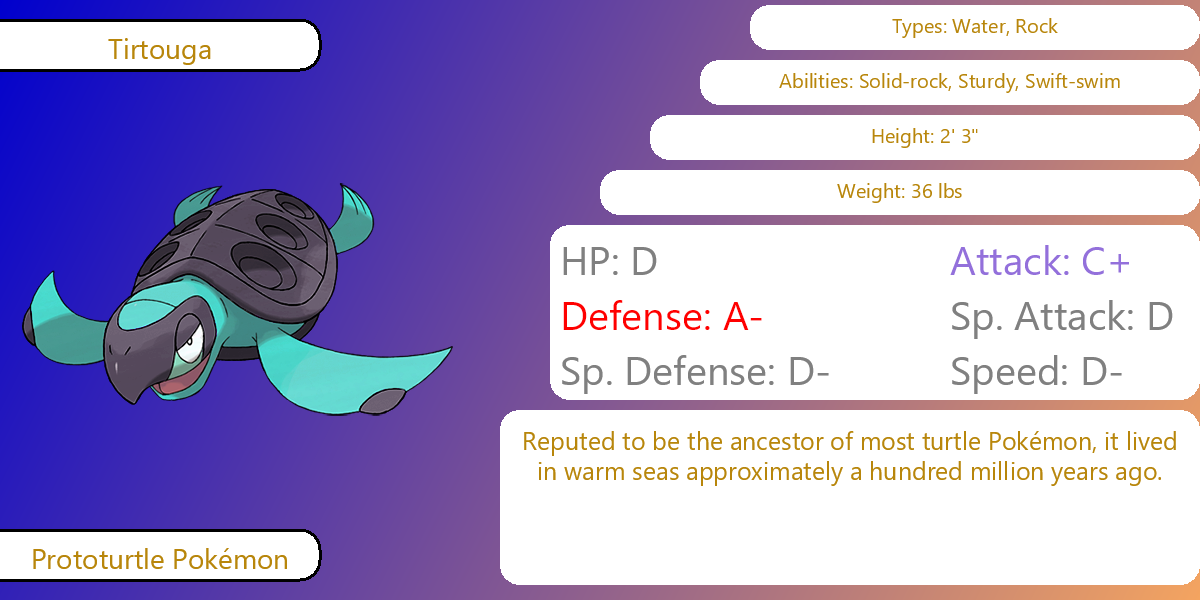 Tirtouga
Types: Water, Rock
Abilities: Solid-rock, Sturdy, Swift-swim
Height: 2' 3"
Weight: 36 lbs
HP: D
Attack: C+
Defense: A-
Sp. Attack: D
Sp. Defense: D-
Speed: D-
Reputed to be the ancestor of most turtle Pokémon, it lived
in warm seas approximately a hundred million years ago.
Prototurtle Pokémon